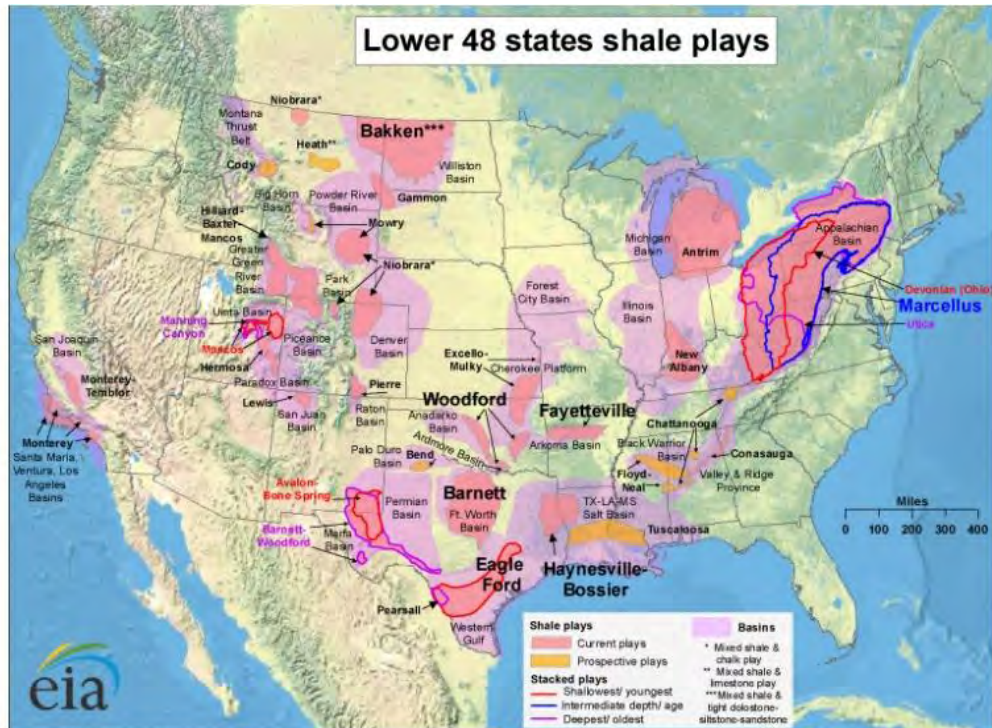 Lower 48 states shale plays
Niobrara*
Montana
Thrust
Belt
Bakken***
Heath**
Cody
Williston
Basin
Big Horn
Basin
Powder River
Basin
Gammon
Hilliard-
Baxter-
Mancos
Mowry
Greater
Green
River
Basin
Niobrara*
Park
Basin
Michigan
Basin
Antrim
Appalachian
Basin
Devonian (Ohio)
Marcellus
Utica
Forest
City Basin
Illinois
Basin
Uinta Basin
Manning
Canyon
Mancos
Piceance
Basin
Denver
Basin
San Joaquin
Basin
Hermosa
Excello-
Mulky
Cherokee Platform
New
Albany
Monterey-
Temblor
Paradox Basin
Pierre
Lewis
San Juan
Basin
Raton
Basin
Woodford
Anadarko
Basin
Fayetteville
Chattanooga
Monterey
Santa Maria,
Ventura, Los
Angeles
Basins
Ardmore Basin
Arkoma Basin
Black Warrior
Basin
Conasauga
Palo Duro
Basin
Bend
Floyd-
Neal
Valley & Ridge
Province
Avalon-
Bone Spring
Permian
Basin
Barnett
Ft. Worth
Basin
TX-LA-MS
Salt Basin
Tuscaloosa
Miles
0 100 200 300 400
Barnett-
Woodford
Marfa
Basin
Eagle
Ford
Haynesville-
Bossier
Pearsall
Western
Gulf
Shale plays
Current plays
Prospective plays
Stacked plays
Shallowest/ youngest
Intermediate depth/ age
Deepest/ oldest
Basins
* Mixed shale &
chalk play
** Mixed shale &
limestone play
***Mixed shale &
tight dolostone-
siltstone-sandstone
eia